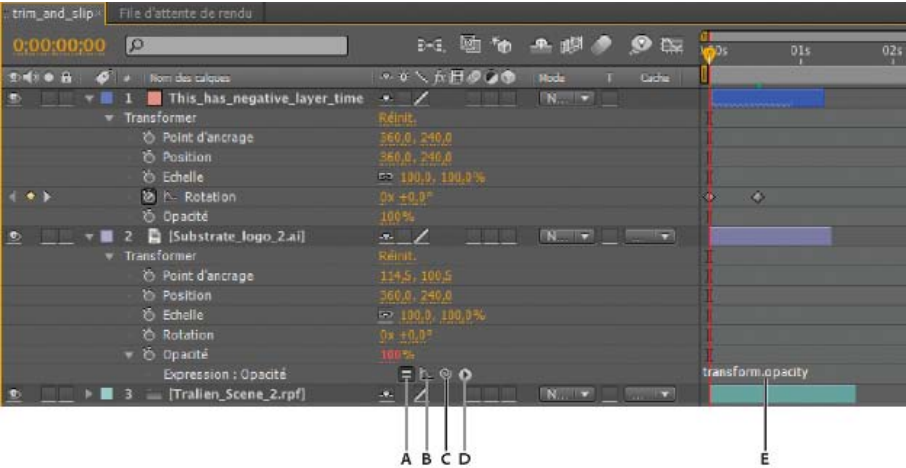 trim_and_slip File d'attente de rendu
0;00;00;00
00s 01s 02s
# Nom des calques Mode T Cache
1 This_has_negative_layer_time N...
Transformer Réinit.
Point d'ancrage 360,0, 240,0
Position 360,0, 240,0
Echelle 100,0, 100,0%
Rotation 0x +0,0°
Opacité 100%
2 [Substrate_logo_2.ai] N... ...
Transformer Réinit.
Point d'ancrage 114,5, 100,5
Position 360,0, 240,0
Echelle 100,0, 100,0%
Rotation 0x +0,0°
Opacité 100%
Expression : Opacité transform.opacity
3 [Tralien_Scene_2.rpf] N... ...
A B C D E